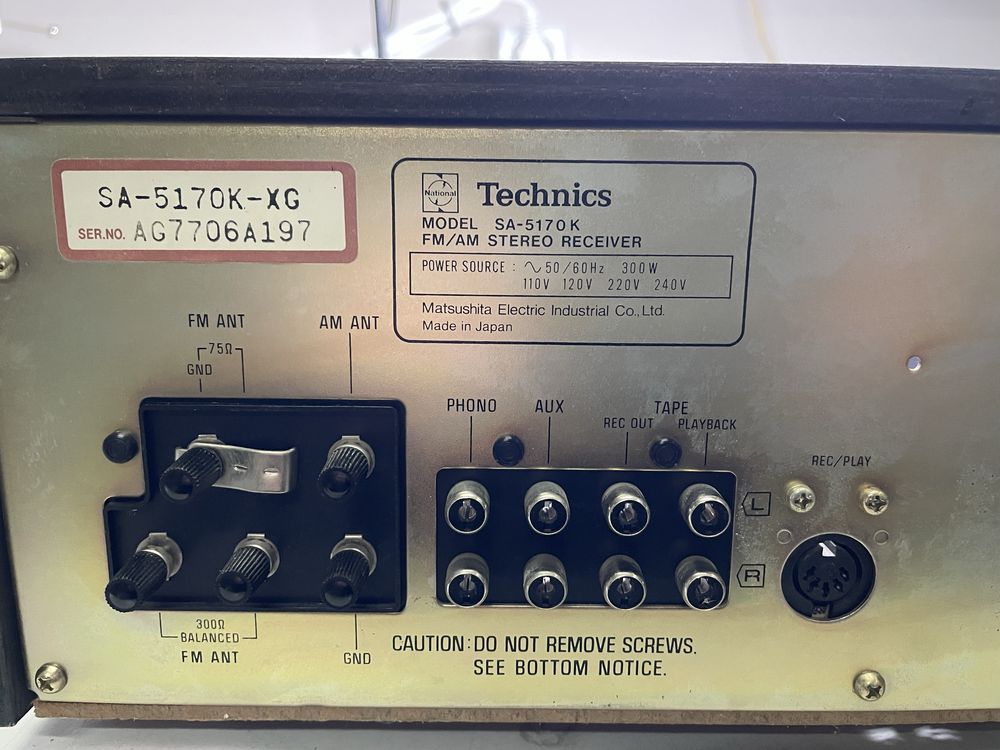 SA-5170K-XG
SER.NO. AG7706A197
National Technics
MODEL SA-5170K
FM/AM STEREO RECEIVER
POWER SOURCE : ∿50/60Hz 300W
110V 120V 220V 240V
Matsushita Electric Industrial Co., Ltd.
Made in Japan
FM ANT
75Ω
GND
AM ANT
PHONO
AUX
TAPE
REC OUT
PLAYBACK
REC/PLAY
L
R
300Ω
BALANCED
FM ANT
GND
CAUTION: DO NOT REMOVE SCREWS.
SEE BOTTOM NOTICE.